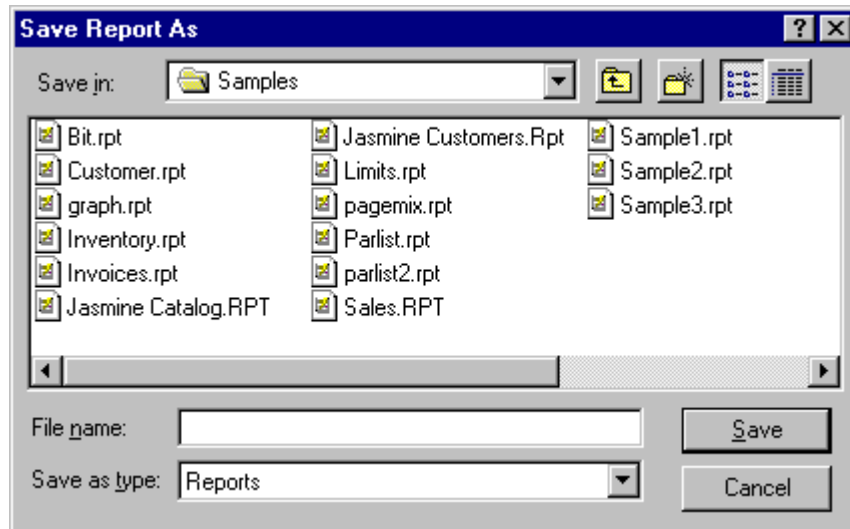 Save Report As
Save in:
Samples
Bit.rpt
Customer.rpt
graph.rpt
Inventory.rpt
Invoices.rpt
Jasmine Catalog.RPT
Jasmine Customers.Rpt
Limits.rpt
pagemix.rpt
Parlist.rpt
parlist2.rpt
Sales.RPT
Sample1.rpt
Sample2.rpt
Sample3.rpt
File name:
Save
Save as type:
Reports
Cancel